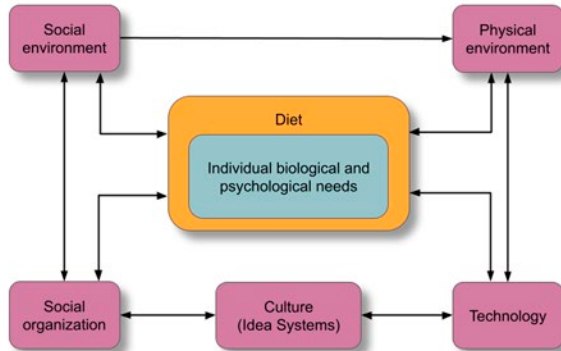 Social
environment
Physical
environment
Diet
Individual biological and
psychological needs
Social
organization
Culture
(Idea Systems)
Technology